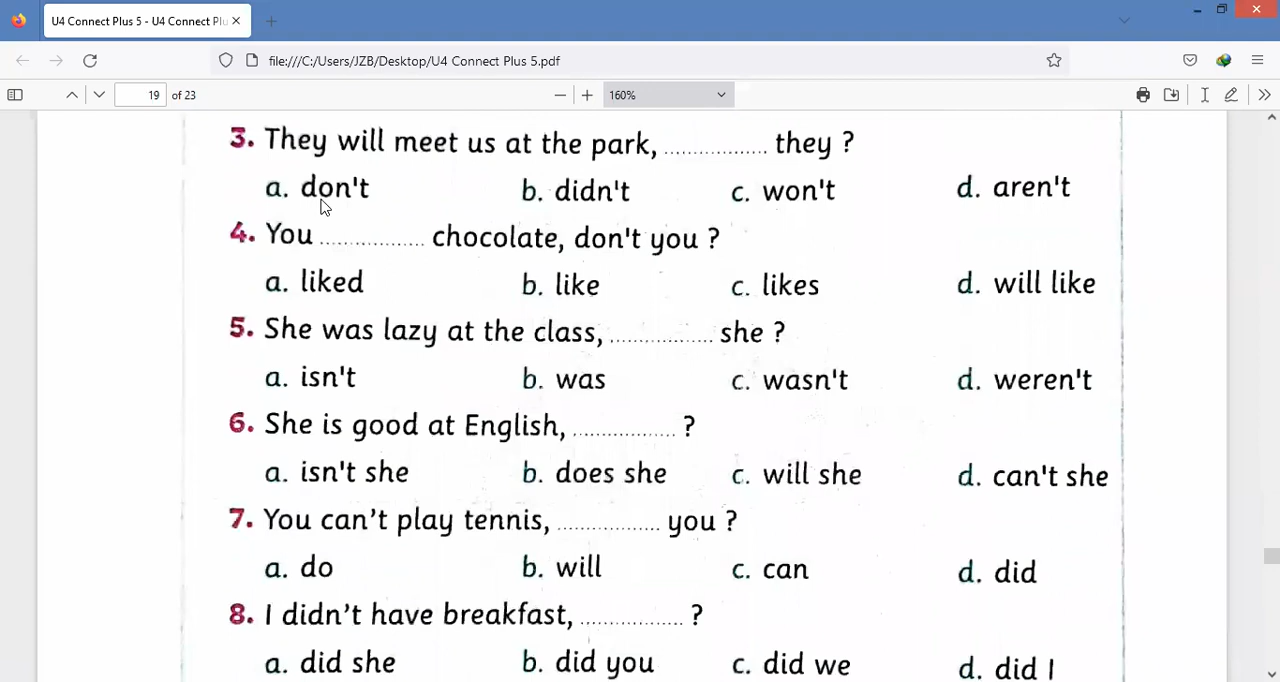 U4 Connect Plus 5 - U4 Connect Plu
file:///C:/Users/JZB/Desktop/U4 Connect Plus 5.pdf
19 of 23
160%
3. They will meet us at the park, ................. they ?
a. don't b. didn't c. won't d. aren't
4. You ................. chocolate, don't you ?
a. liked b. like c. likes d. will like
5. She was lazy at the class, ................. she ?
a. isn't b. was c. wasn't d. weren't
6. She is good at English, ................. ?
a. isn't she b. does she c. will she d. can't she
7. You can't play tennis, ................. you ?
a. do b. will c. can d. did
8. I didn't have breakfast, ................. ?
a. did she b. did you c. did we d. did I